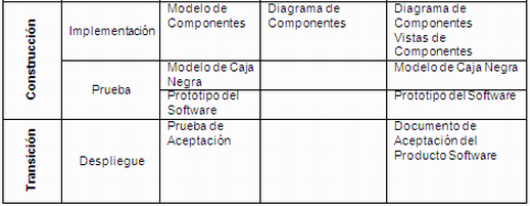 Construcción
Implementación
Modelo de
Componentes
Diagrama de
Componentes
Diagrama de
Componentes
Vistas de
Componentes
Prueba
Modelo de Caja
Negra
Modelo de Caja Negra
Prototipo del
Software
Prototipo del Software
Transición
Despliegue
Prueba de
Aceptación
Documento de
Aceptación del
Producto Software